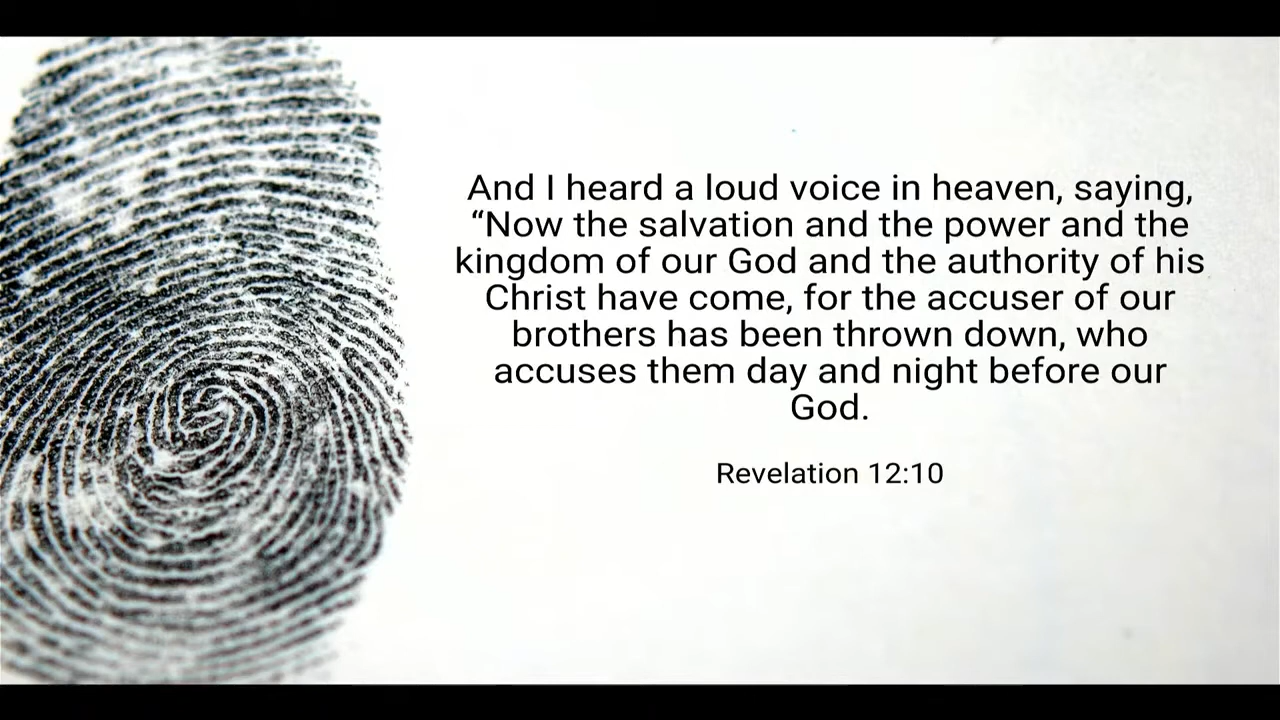 And I heard a loud voice in heaven, saying,
“Now the salvation and the power and the
kingdom of our God and the authority of his
Christ have come, for the accuser of our
brothers has been thrown down, who
accuses them day and night before our
God.
Revelation 12:10